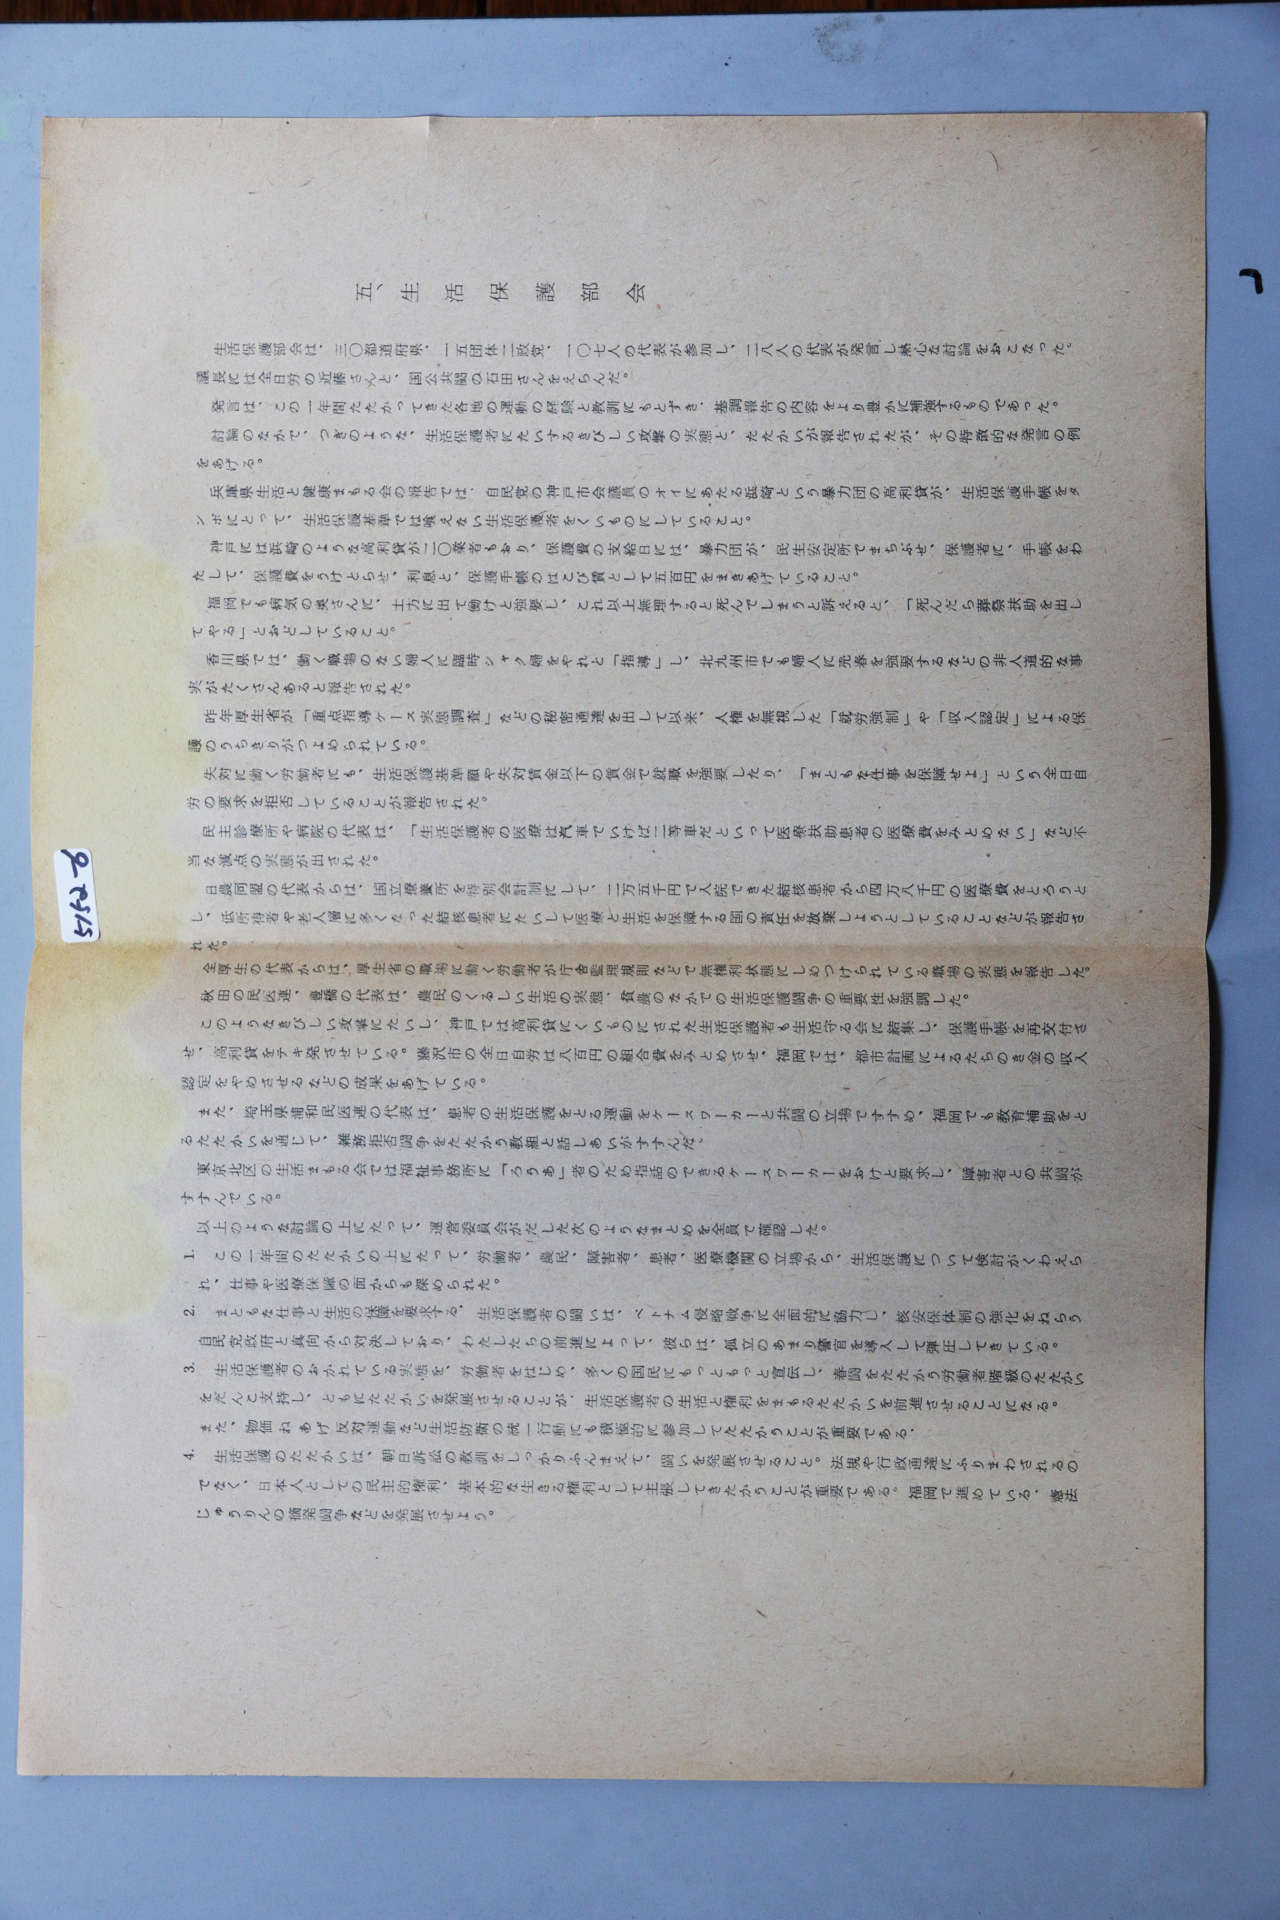 五、生活保護部会
生活保護部会は、三〇都道府県、一五団体二政党、一〇七人の代表が参加し、二八人の代表が発言し熱心な討論をおこなった。
議長には全日労の近藤さんと、国公共闘の石田さんをえらんだ。
発言は、この一年間たたかってきた各地の運動の経験と教訓にもとずき、基調報告の内容をより豊かに補強するものであった。
討論のなかで、つぎのような、生活保護者にたいするきびしい攻撃の実態と、たたかいが報告されたが、その特徴的な発言の例
をあげる。
兵庫県生活と健康まもる会の報告では、自民党の神戸市会議員のオイにあたる浜崎という暴力団の高利貸が、生活保護手帳をタ
ンポにとって、生活保護基準では喰えない生活保護者をくいものにしていること。
神戸には浜崎のような高利貸が二〇業者もおり、保護費の支給日には、暴力団が、民生安定所でまちぶせ、保護者に、手帳をわ
たして、保護費をうけとらせ、利息と、保護手帳のはこび賃として五百円をまきあげていること。
福岡でも病気の奥さんに、土方に出て働けと強要し、これ以上無理すると死んでしまうと訴えると、「死んだら葬祭扶助を出し
てやる」とおどしていること。
香川県では、働く職場のない婦人に臨時シャク婦をやれと「指導」し、北九州市でも婦人に売春を強要するなどの非人道的な事
実がたくさんあると報告された。
昨年厚生省が「重点指導ケース実態調査」などの秘密通達を出して以来、人権を無視した「就労強制」や「収入認定」による保
護のうちきりがつよめられている。
失対に働く労働者にも、生活保護基準額や失対賃金以下の賃金で就職を強要したり、「まともな仕事を保障せよ」という全日自
労の要求を拒否していることが報告された。
民主診療所や病院の代表は、「生活保護者の医療は汽車でいけば二等車だといって医療扶助患者の医療費をみとめない」など不
当な減点の実態が出された。
日農同盟の代表からは、国立療養所を特別会計制にして、二万五千円で入院できた結核患者から四万八千円の医療費をとろうと
し、低所得者や老人層に多くなった結核患者にたいして医療と生活を保障する国の責任を放棄しようとしていることなどが報告さ
れた。
全厚生の代表からは、厚生省の職場に働く労働者が庁舎監理規則などで無権利状態にしめつけられている職場の実態を報告した。
秋田の民医連、豊橋の代表は、農民のくるしい生活の実態、貧農のなかでの生活保護闘争の重要性を強調した。
このようなきびしい攻撃にたいし、神戸では高利貸にくいものにされた生活保護者も生活守る会に結集し、保護手帳を再交付さ
せ、高利貸をテキ発させている。藤沢市の全日自労は八百円の組合費をみとめさせ、福岡では、都市計画によるたちのき金の収入
認定をやめさせるなどの成果をあげている。
また、埼玉県浦和民医連の代表は、患者の生活保護をとる運動をケースワーカーと共闘の立場ですすめ、福岡でも教育補助をと
るたたかいを通じて、雑務拒否闘争をたたかう教組と話しあいがすすんだ。
東京北区の生活まもる会では福祉事務所に「ろうあ」者のため指話のできるケースワーカーをおけと要求し、障害者との共闘が
すすんでいる。
以上のような討論の上にたって、運営委員会がだした次のようなまとめを全員で確認した。
1. この一年間のたたかいの上にたって、労働者、農民、障害者、患者、医療機関の立場から、生活保護について検討がくわえら
れ、仕事や医療保障の面からも深められた。
2. まともな仕事と生活の保障を要求する、生活保護者の闘いは、ベトナム侵略戦争に全面的に協力し、核安保体制の強化をねらう
自民党政府と真向から対決しており、わたしたちの前進によって、彼らは、孤立のあまり警官を導入して弾圧してきている。
3. 生活保護者のおかれている実態を、労働者をはじめ、多くの国民にもっともっと宣伝し、春闘をたたかう労働者階級のたたかい
をだんこ支持し、ともにたたかいを発展させることが、生活保護者の生活と権利をまもるたたかいを前進させることになる。
また、物価ねあげ反対運動など生活防衛の統一行動にも積極的に参加してたたかうことが重要である。
4. 生活保護のたたかいは、朝日訴訟の教訓をしっかりふんまえて、闘いを発展させること。法規や行政通達にふりまわされるの
でなく、日本人としての民主的権利、基本的な生きる権利として主張してきたかうことが重要である。福岡で進めている、憲法
じゅうりんの摘発闘争などを発展させよう。
5/52-8